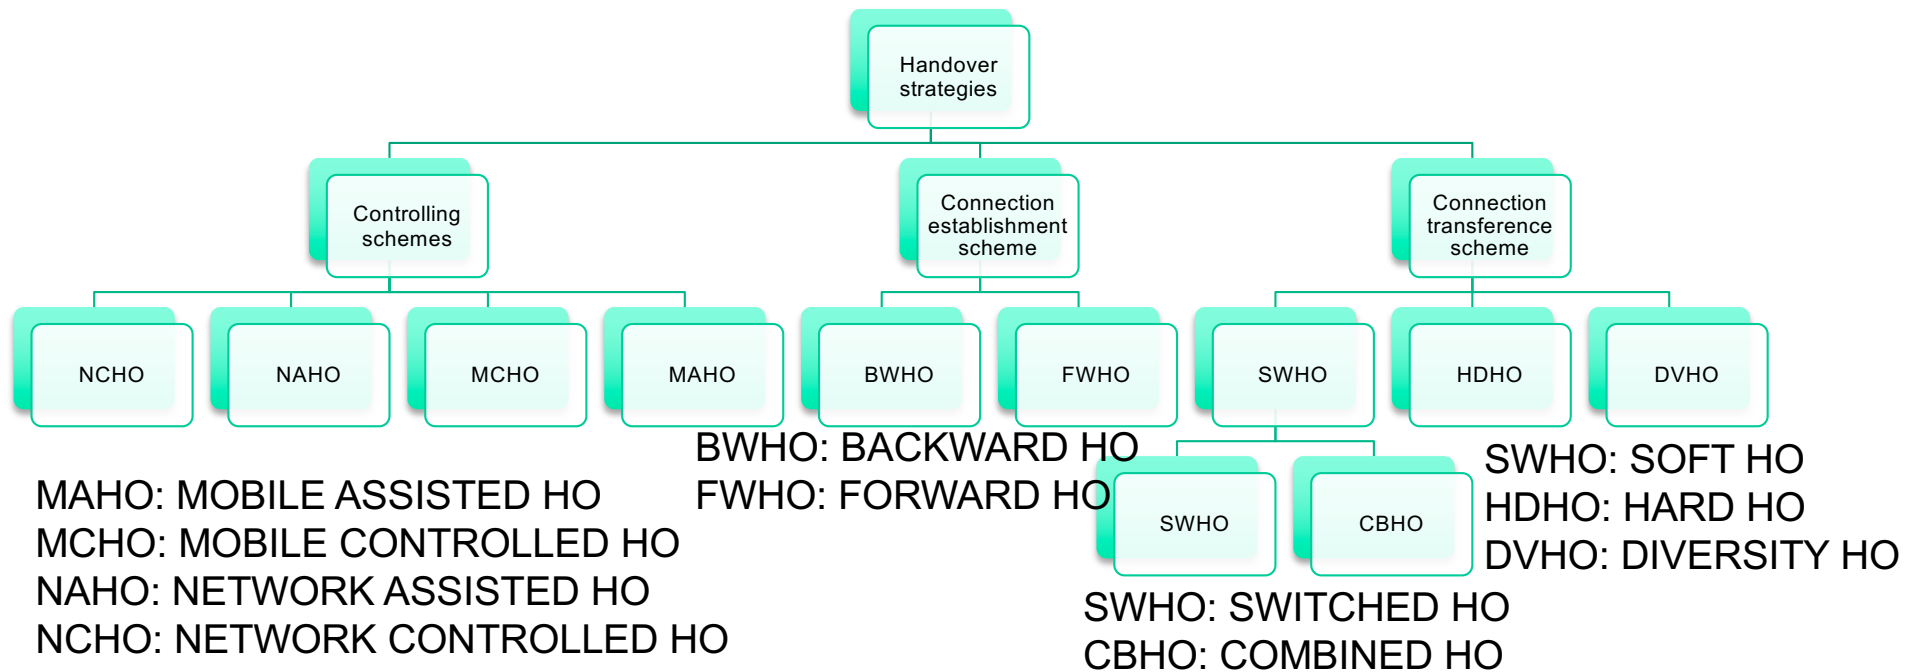 Handover
strategies
Controlling
schemes
Connection
establishment
scheme
Connection
transference
scheme
NCHO
NAHO
MCHO
MAHO
BWHO
FWHO
SWHO
HDHO
DVHO
SWHO
CBHO
BWHO: BACKWARD HO
FWHO: FORWARD HO
MAHO: MOBILE ASSISTED HO
MCHO: MOBILE CONTROLLED HO
NAHO: NETWORK ASSISTED HO
NCHO: NETWORK CONTROLLED HO
SWHO: SOFT HO
HDHO: HARD HO
DVHO: DIVERSITY HO
SWHO: SWITCHED HO
CBHO: COMBINED HO